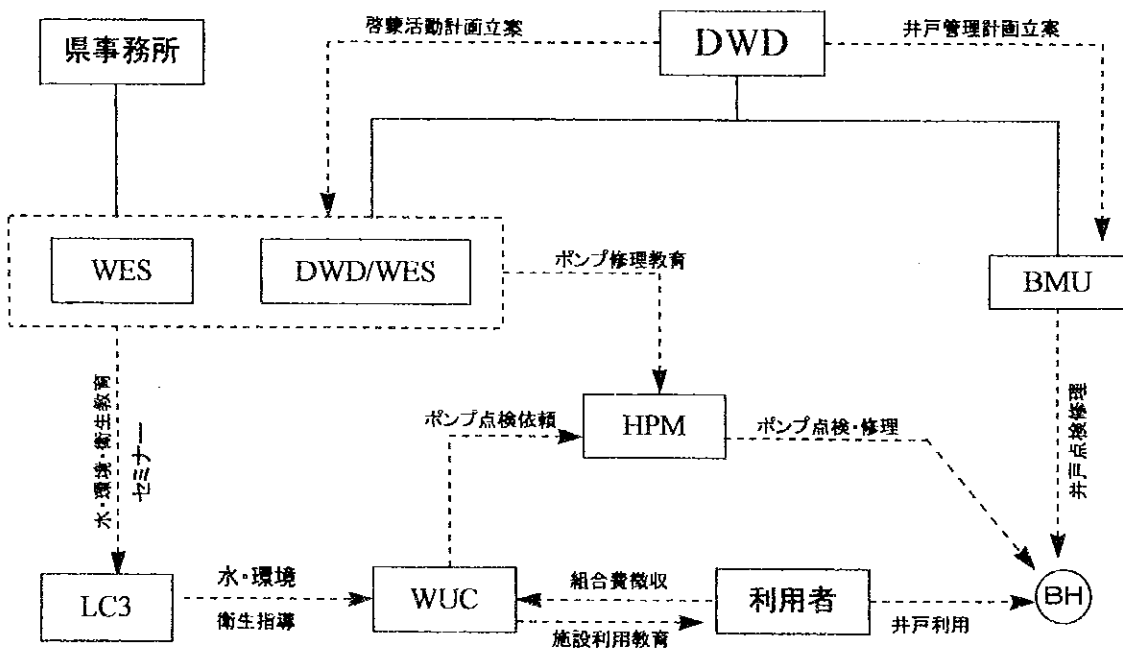 啓蒙活動計画立案
DWD
井戸管理計画立案
県事務所
WES
DWD/WES
ポンプ修理教育
BMU
水・環境・衛生教育
セミナー
ポンプ点検依頼
HPM
ポンプ点検・修理
井戸点検修理
LC3
水・環境
衛生指導
WUC
組合費徴収
施設利用教育
利用者
井戸利用
BH